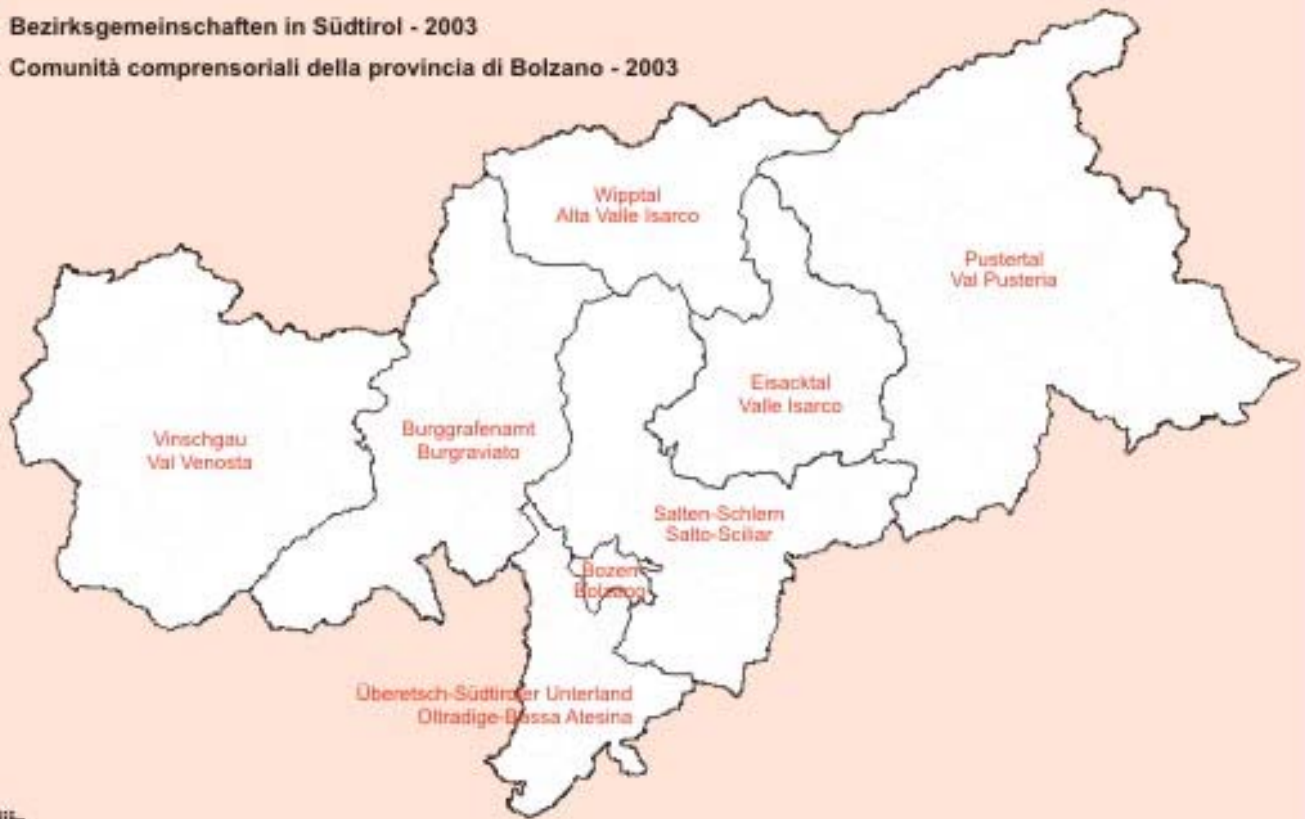 Bezirksgemeinschaften in Südtirol - 2003
Comunità comprensoriali della provincia di Bolzano - 2003
Wipptal
Alta Valle Isarco
Pustertal
Val Pusteria
Eisacktal
Valle Isarco
Burggrafenamt
Burgraviato
Vinschgau
Val Venosta
Salten-Schlern
Salto-Sciliar
Bozen
Bolzano
Überetsch-Südtiroler Unterland
Oltradige-Bassa Atesina